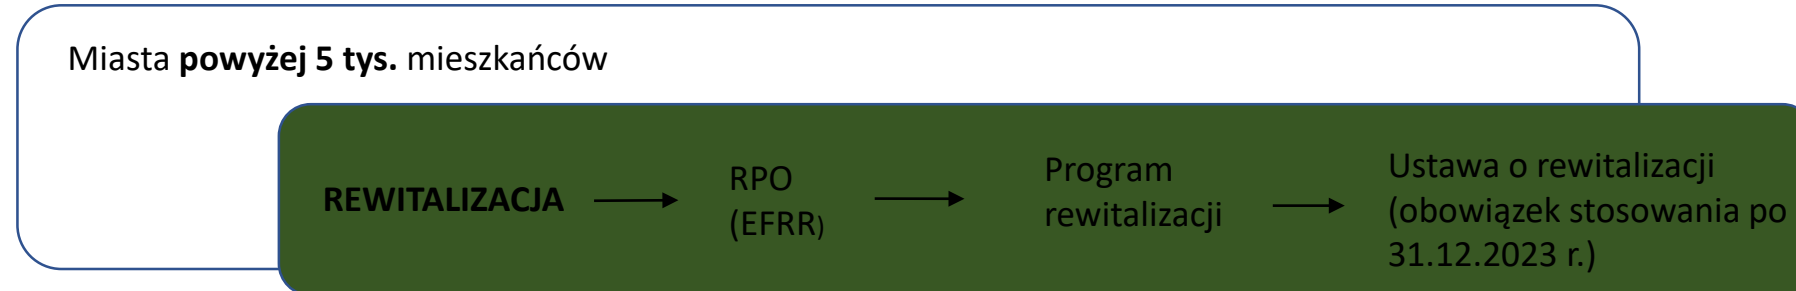 Miasta powyżej 5 tys. mieszkańców
REWITALIZACJA
RPO
(EFRR)
Program
rewitalizacji
Ustawa o rewitalizacji
(obowiązek stosowania po
31.12.2023 r.)